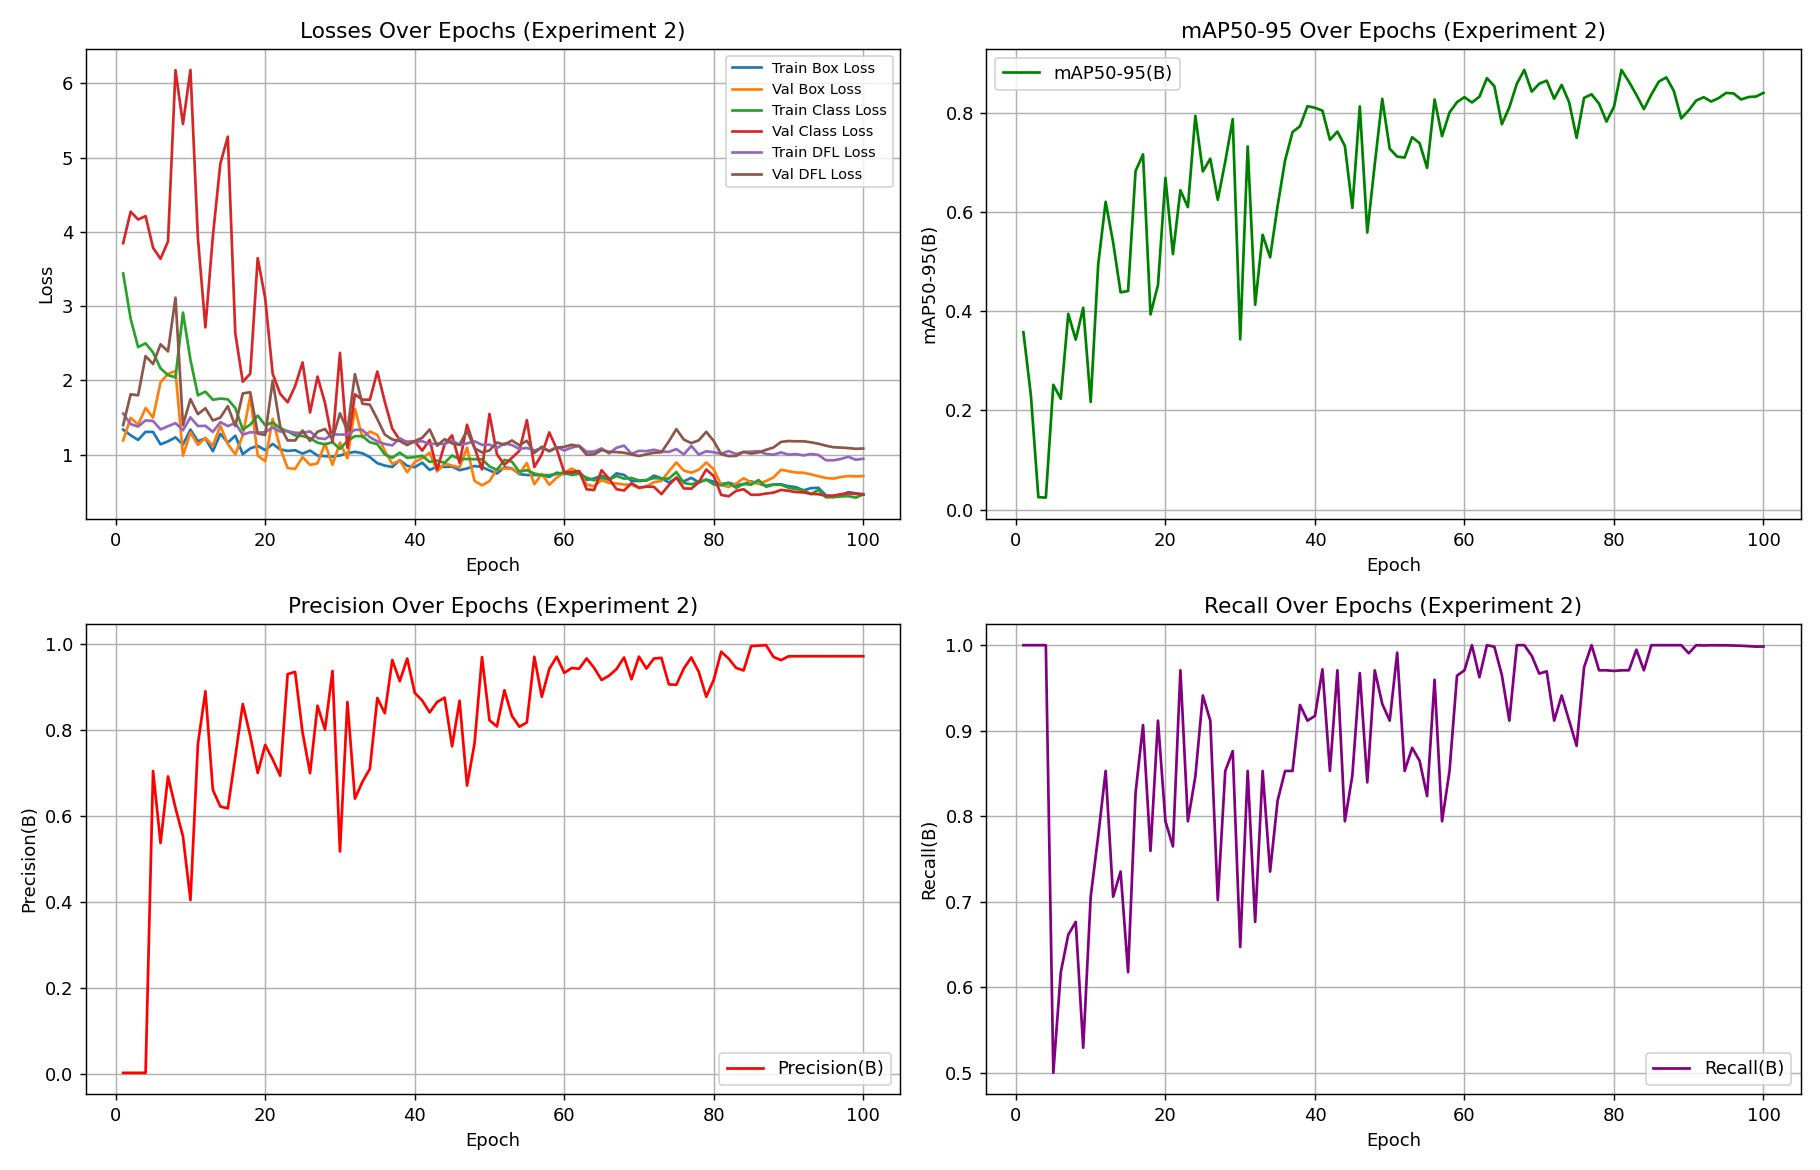 Losses Over Epochs (Experiment 2)
Loss
6
5
4
3
2
1
Train Box Loss
Val Box Loss
Train Class Loss
Val Class Loss
Train DFL Loss
Val DFL Loss
0 20 40 60 80 100
Epoch
mAP50-95 Over Epochs (Experiment 2)
mAP50-95(B)
mAP50-95(B)
0.8
0.6
0.4
0.2
0.0
0 20 40 60 80 100
Epoch
Precision Over Epochs (Experiment 2)
Precision(B)
1.0
0.8
0.6
0.4
0.2
0.0
Precision(B)
0 20 40 60 80 100
Epoch
Recall Over Epochs (Experiment 2)
Recall(B)
1.0
0.9
0.8
0.7
0.6
0.5
Recall(B)
0 20 40 60 80 100
Epoch